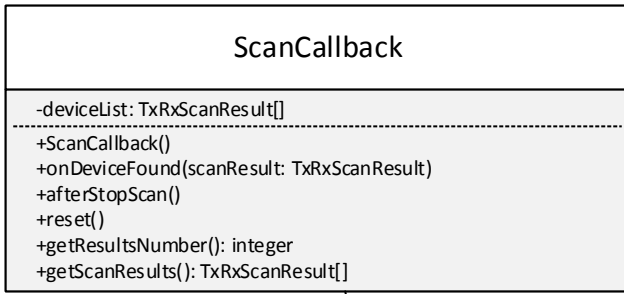 ScanCallback
-deviceList: TxRxScanResult[]
+ScanCallback()
+onDeviceFound(scanResult: TxRxScanResult)
+afterStopScan()
+reset()
+getResultsNumber(): integer
+getScanResults(): TxRxScanResult[]